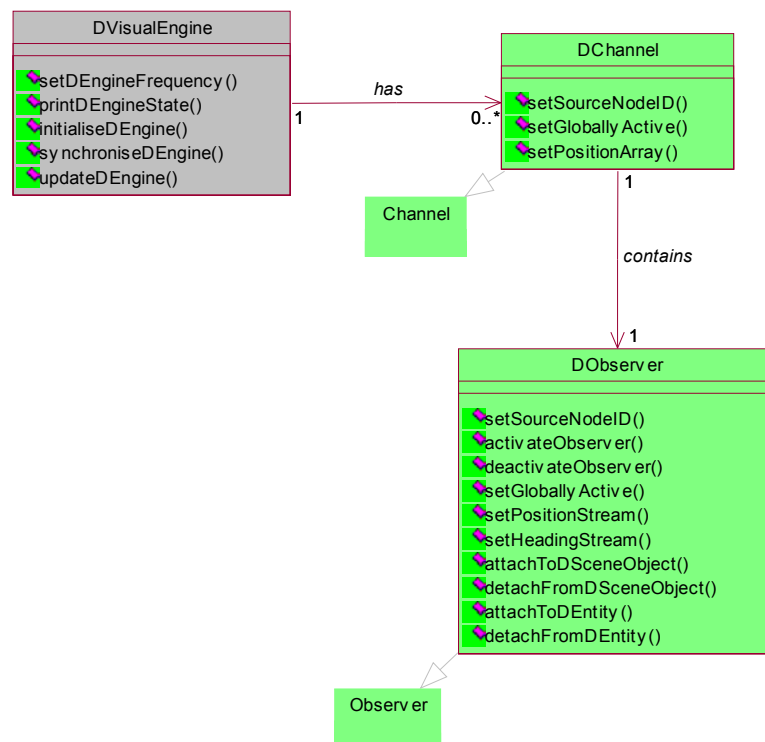 DVisualEngine
setDEngineFrequency()
printDEngineState()
initialiseDEngine()
synchroniseDEngine()
updateDEngine()
has
1
0..*
DChannel
setSourceNodeID()
setGloballyActive()
setPositionArray()
Channel
1
contains
1
DObserver
setSourceNodeID()
activateObserver()
deactivateObserver()
setGloballyActive()
setPositionStream()
setHeadingStream()
attachToDSceneObject()
detachFromDSceneObject()
attachToDEntity()
detachFromDEntity()
Observer